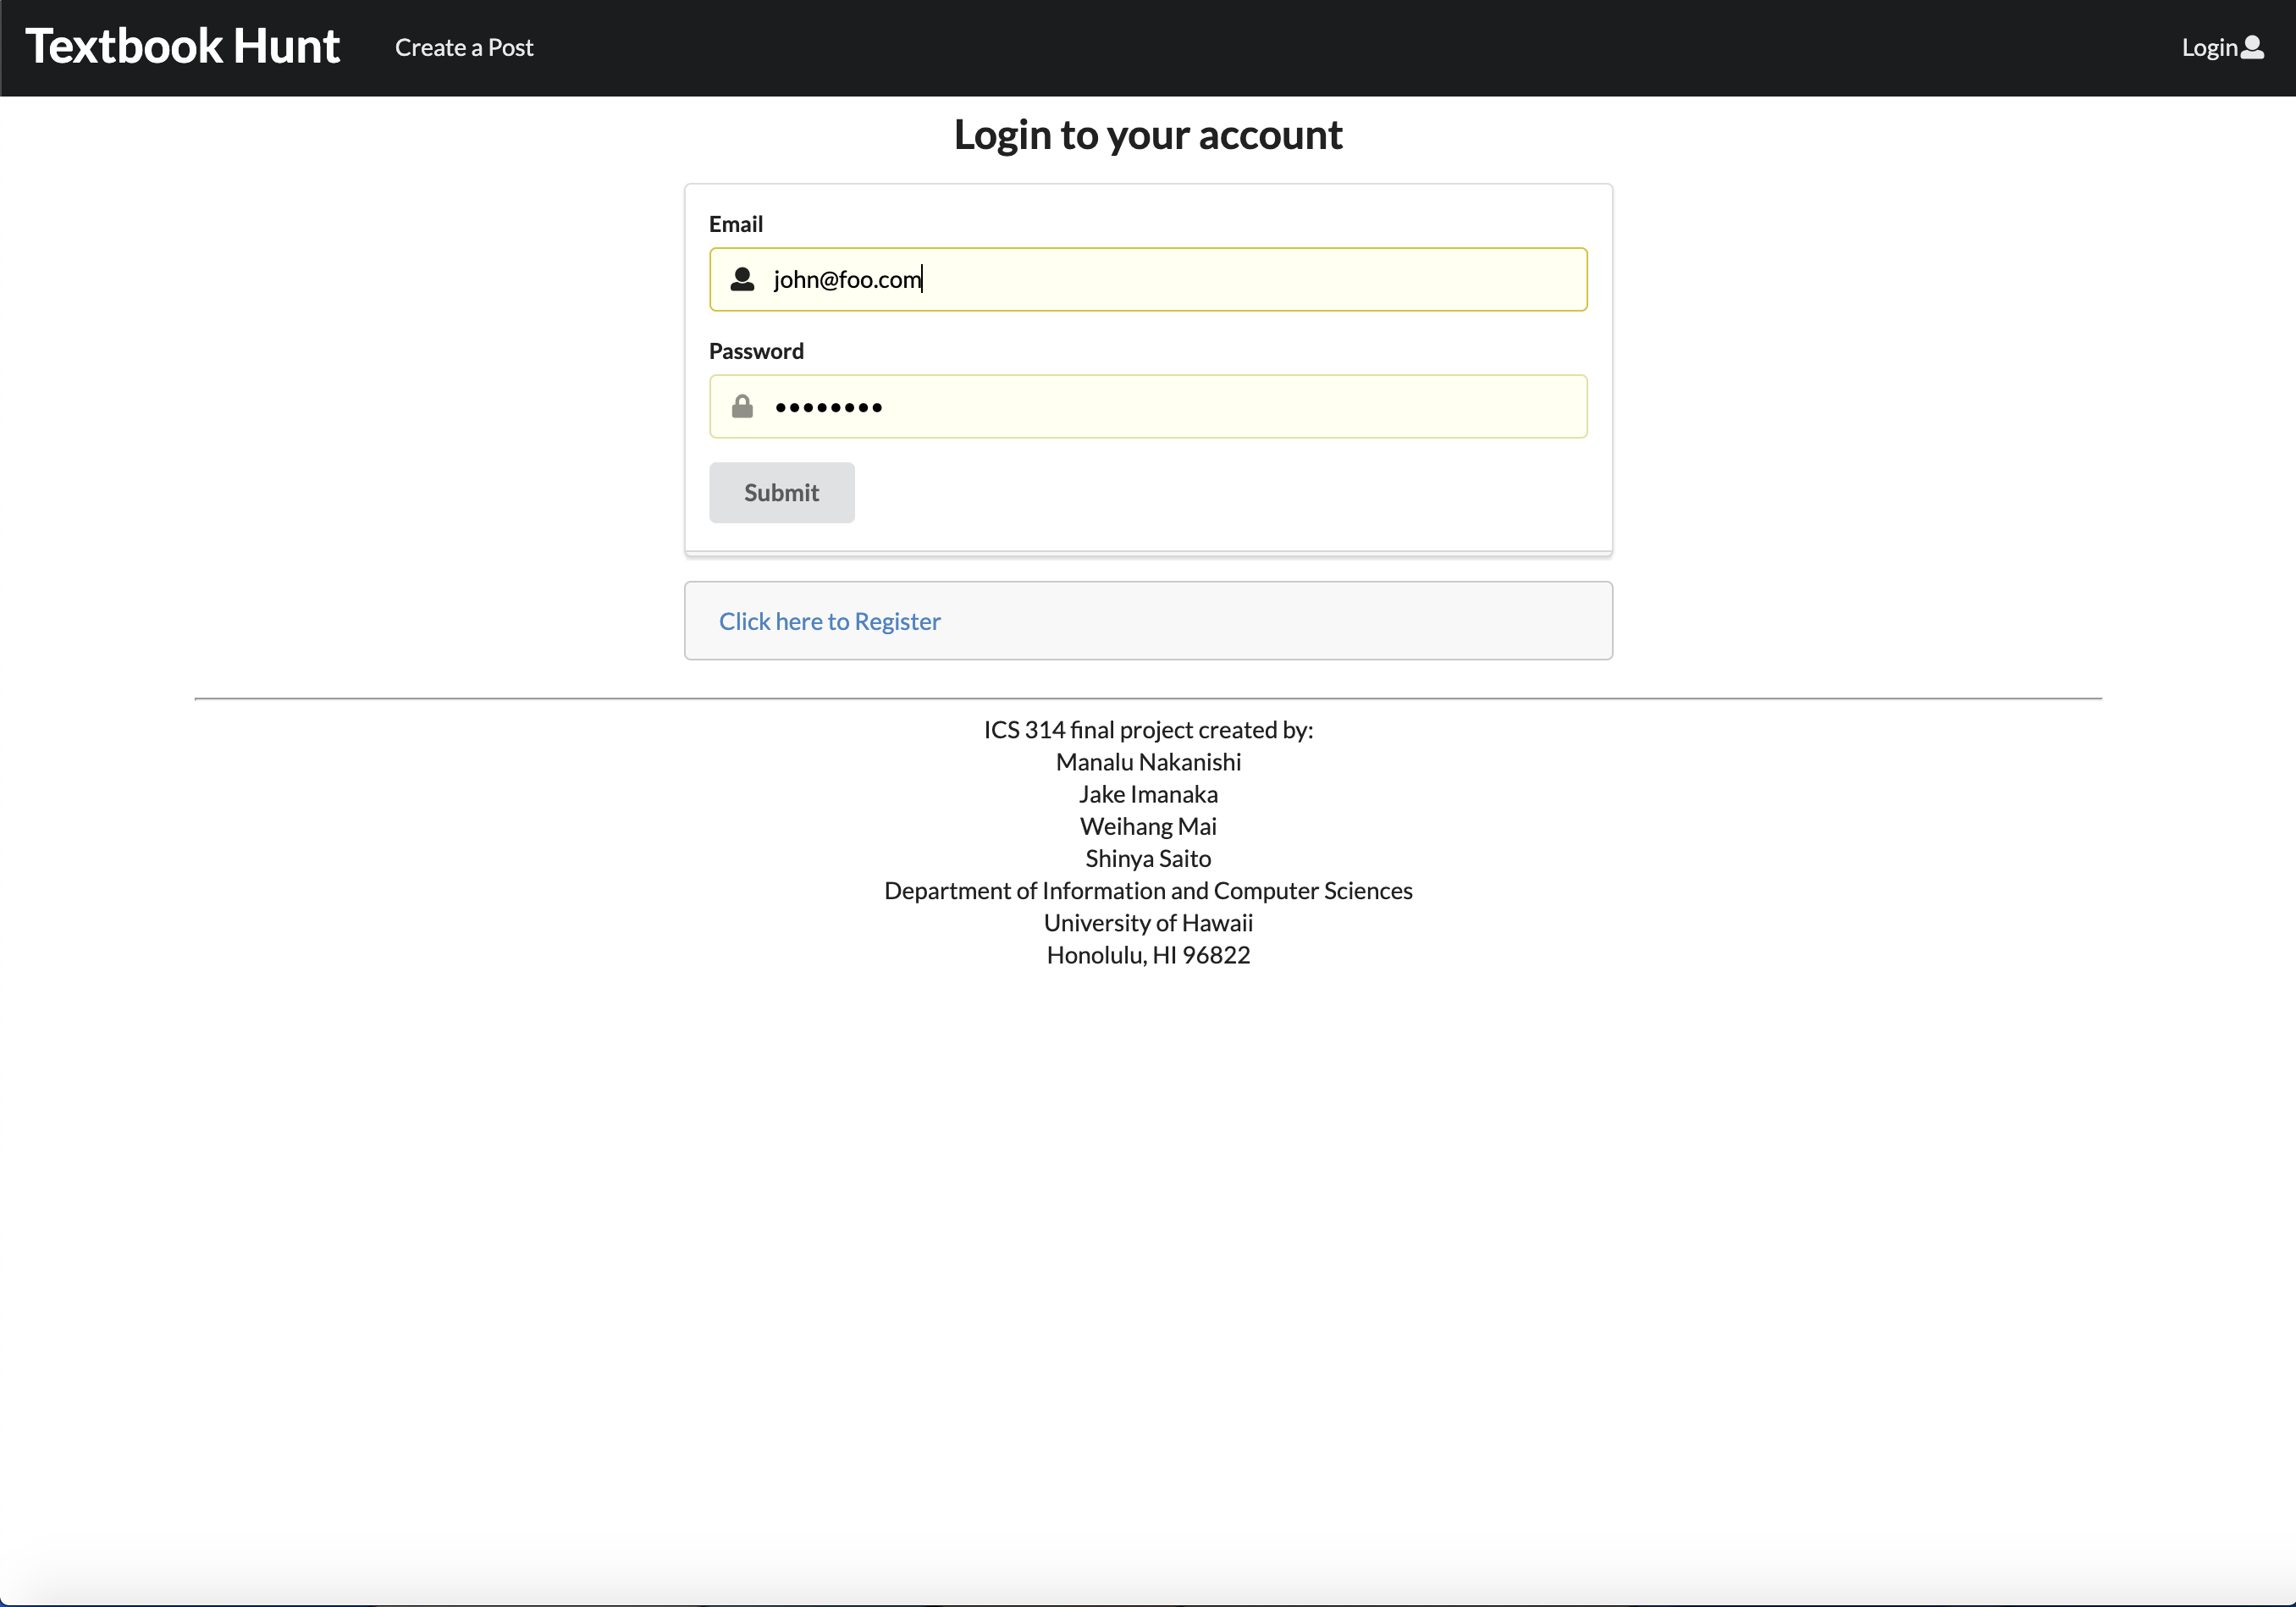 Textbook Hunt Create a Post Login
Login to your account
Email
john@foo.com
Password
••••••••
Submit
Click here to Register
ICS 314 final project created by:
Manalu Nakanishi
Jake Imanaka
Weihang Mai
Shinya Saito
Department of Information and Computer Sciences
University of Hawaii
Honolulu, HI 96822